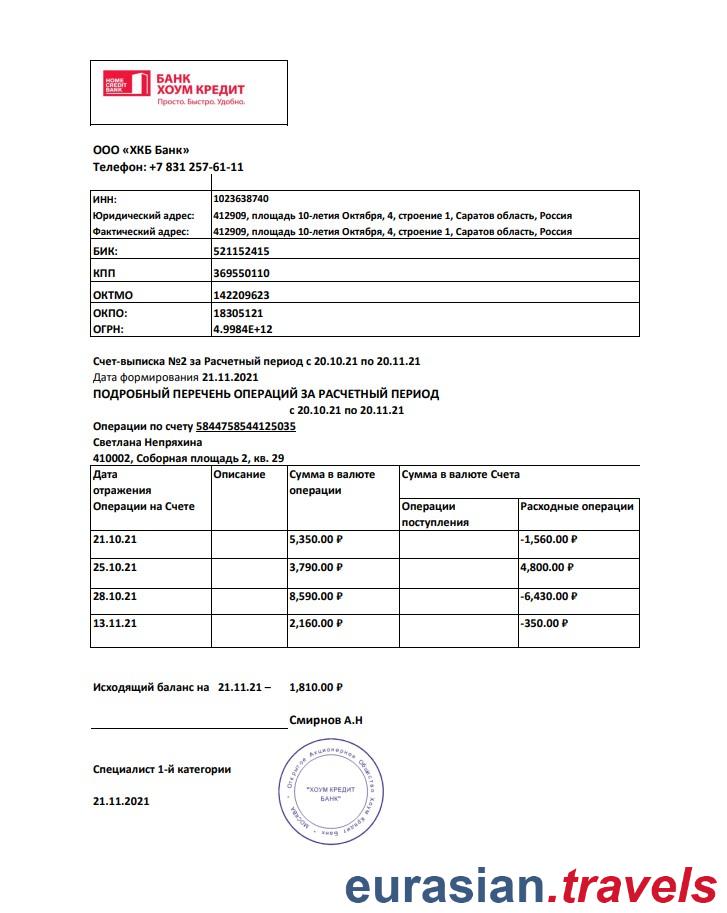 HOME
CREDIT
BANK
БАНК
ХОУМ КРЕДИТ
Просто. Быстро. Удобно.
ООО «ХКБ Банк»
Телефон: +7 831 257-61-11
ИНН: 1023638740
Юридический адрес: 412909, площадь 10-летия Октября, 4, строение 1, Саратов область, Россия
Фактический адрес: 412909, площадь 10-летия Октября, 4, строение 1, Саратов область, Россия
БИК: 521152415
КПП 369550110
ОКТМО 142209623
ОКПО: 18305121
ОГРН: 4.9984E+12
Счет-выписка №2 за Расчетный период с 20.10.21 по 20.11.21
Дата формирования 21.11.2021
ПОДРОБНЫЙ ПЕРЕЧЕНЬ ОПЕРАЦИЙ ЗА РАСЧЕТНЫЙ ПЕРИОД
с 20.10.21 по 20.11.21
Операции по счету 5844758544125035
Светлана Непряхина
410002, Соборная площадь 2, кв. 29
Дата отражения Операции на Счете
Описание
Сумма в валюте операции
Сумма в валюте Счета
Операции поступления
Расходные операции
21.10.21 5,350.00 ₽ -1,560.00 ₽
25.10.21 3,790.00 ₽ 4,800.00 ₽
28.10.21 8,590.00 ₽ -6,430.00 ₽
13.11.21 2,160.00 ₽ -350.00 ₽
Исходящий баланс на 21.11.21 – 1,810.00 ₽
Смирнов А.Н
Специалист 1-й категории
21.11.2021
Открытое Акционерное Общество Хоум Кредит Банк * МОСКВА *
"ХОУМ КРЕДИТ
БАНК"
eurasian.travels